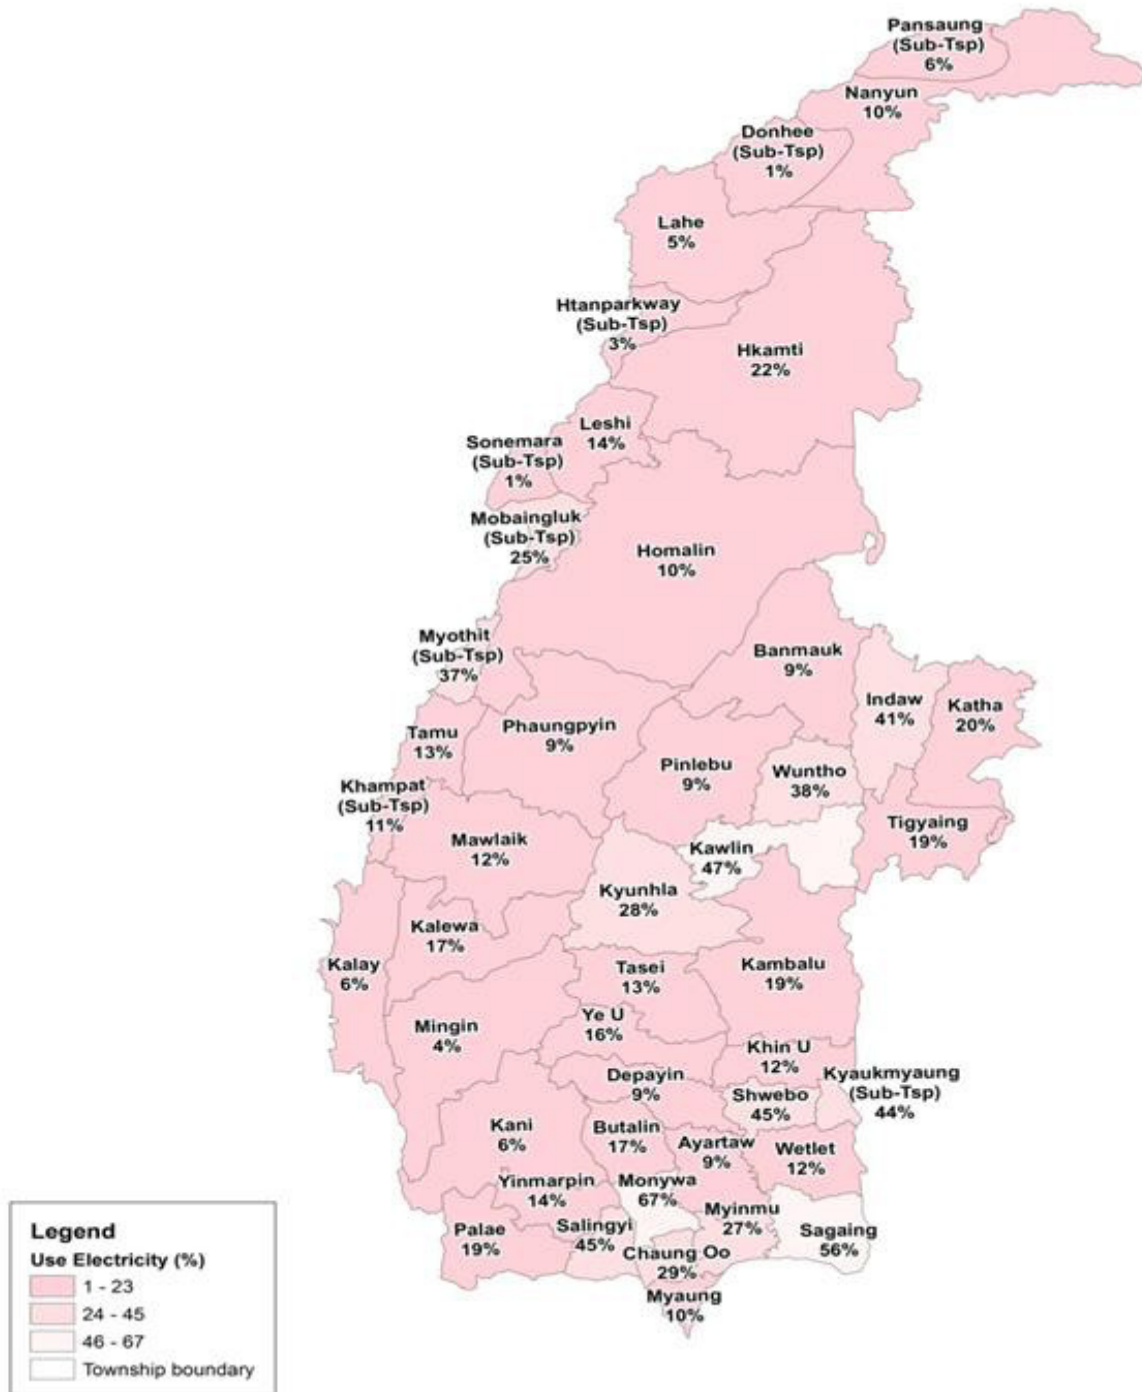 Pansaung
(Sub-Tsp)
6%
Nanyun
10%
Donhee
(Sub-Tsp)
1%
Lahe
5%
Htanparkway
(Sub-Tsp)
3%
Hkamti
22%
Leshi
14%
Sonemara
(Sub-Tsp)
1%
Mobaingluk
(Sub-Tsp)
25%
Homalin
10%
Myothit
(Sub-Tsp)
37%
Banmauk
9%
Indaw
41%
Katha
20%
Phaungpyin
9%
Tamu
13%
Pinlebu
9%
Wuntho
38%
Khampat
(Sub-Tsp)
11%
Mawlaik
12%
Tigyaing
19%
Kawlin
47%
Kyunhla
28%
Kalewa
17%
Kalay
6%
Tasei
13%
Kambalu
19%
Mingin
4%
Ye U
16%
Khin U
12%
Depayin
9%
Kyaukmyaung
(Sub-Tsp)
44%
Shwebo
45%
Kani
6%
Butalin
17%
Ayartaw
9%
Wetlet
12%
Yinmarpin
14%
Monywa
67%
Myinmu
27%
Sagaing
56%
Palae
19%
Salingyi
45%
Chaung Oo
29%
Myaung
10%
Legend
Use Electricity (%)
1 - 23
24 - 45
46 - 67
Township boundary